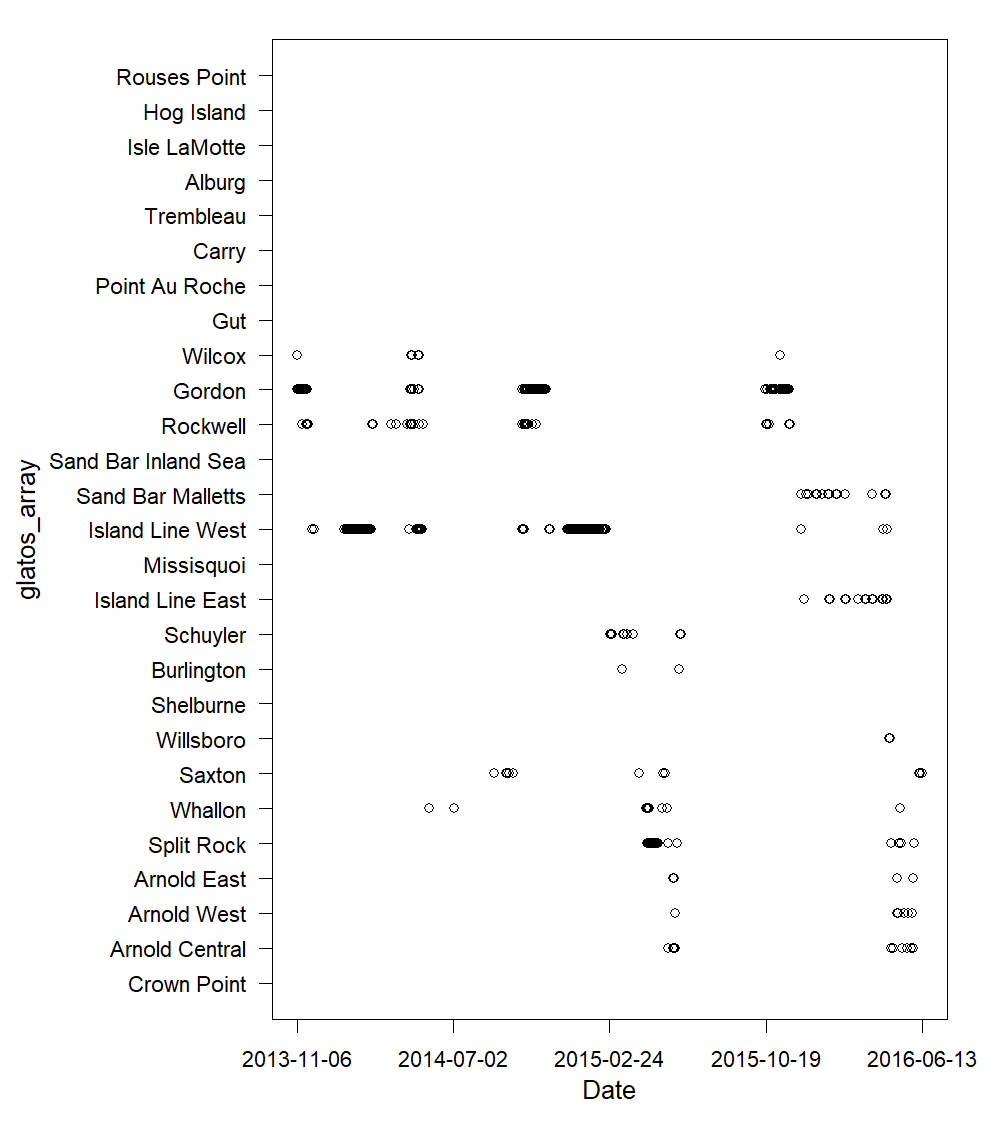 Rouses Point
Hog Island
Isle LaMotte
Alburg
Trembleau
Carry
Point Au Roche
Gut
Wilcox
Gordon
Rockwell
Sand Bar Inland Sea
Sand Bar Malletts
Island Line West
Missisquoi
Island Line East
Schuyler
Burlington
Shelburne
Willsboro
Saxton
Whallon
Split Rock
Arnold East
Arnold West
Arnold Central
Crown Point
glatos_array
2013-11-06 2014-07-02 2015-02-24 2015-10-19 2016-06-13
Date